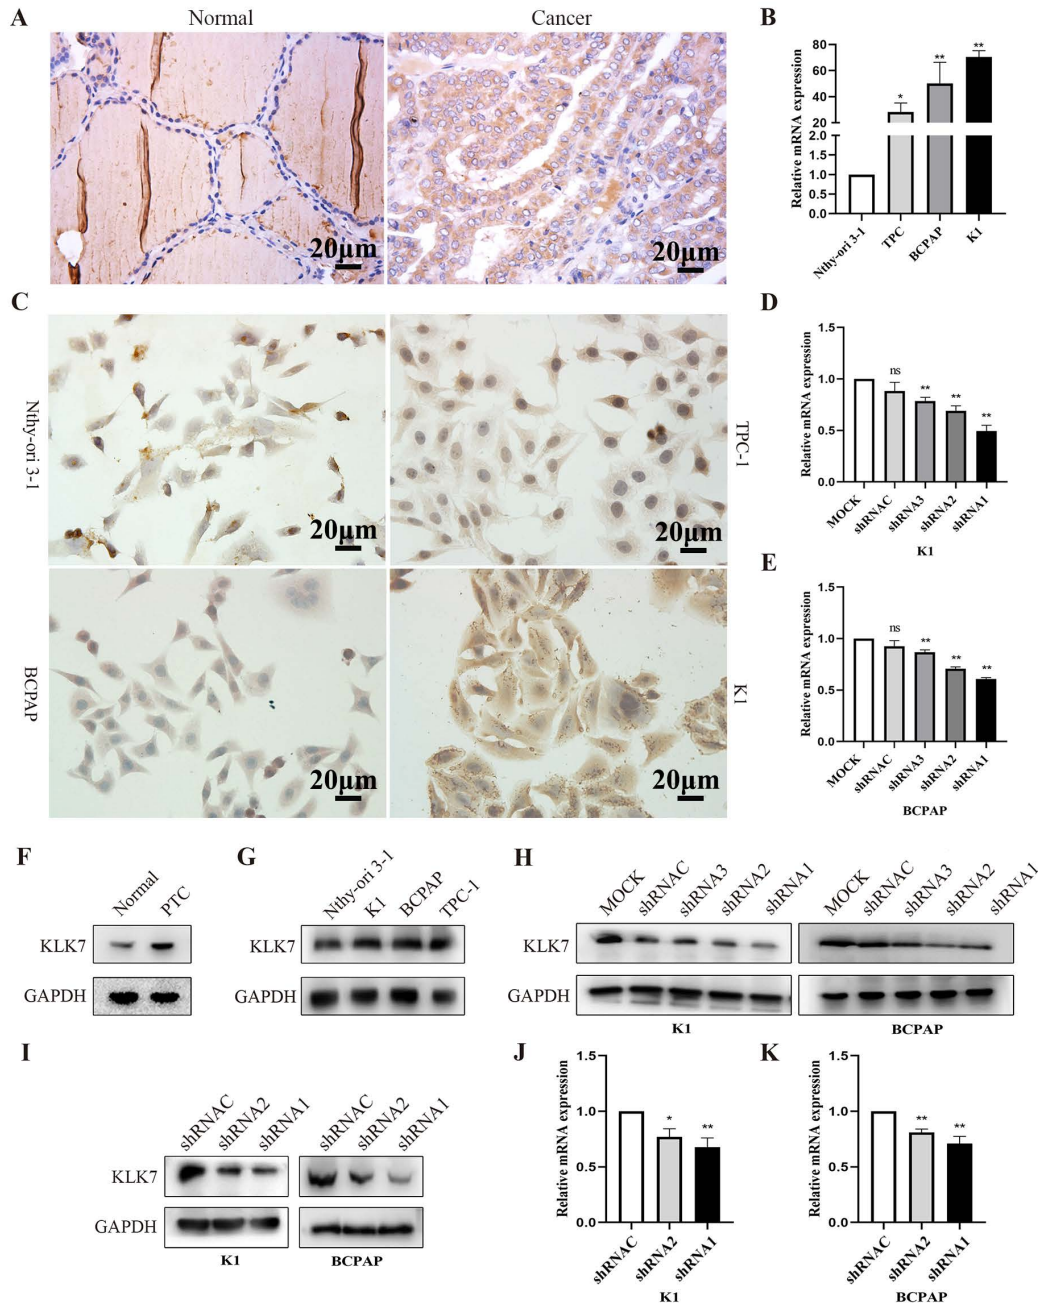 A
Normal
Cancer
20μm
20μm
B
Relative mRNA expression
80
60
40
20
2.0
1.5
1.0
0.5
0.0
*
**
**
Nthy-ori 3-1
TPC
BCPAP
K1
C
Nthy-ori 3-1
20μm
TPC-1
20μm
BCPAP
20μm
K1
20μm
D
Relative mRNA expression
1.5
1.0
0.5
0.0
ns
**
**
**
MOCK
shRNAC
shRNA3
shRNA2
shRNA1
K1
E
Relative mRNA expression
1.5
1.0
0.5
0.0
ns
**
**
**
MOCK
shRNAC
shRNA3
shRNA2
shRNA1
BCPAP
F
Normal
PTC
KLK7
GAPDH
G
Nthy-ori 3-1
K1
BCPAP
TPC-1
KLK7
GAPDH
H
MOCK
shRNAC
shRNA3
shRNA2
shRNA1
MOCK
shRNAC
shRNA3
shRNA2
shRNA1
KLK7
GAPDH
K1
BCPAP
I
shRNAC
shRNA2
shRNA1
shRNAC
shRNA2
shRNA1
KLK7
GAPDH
K1
BCPAP
J
Relative mRNA expression
1.5
1.0
0.5
0.0
*
**
shRNAC
shRNA2
shRNA1
K1
K
Relative mRNA expression
1.5
1.0
0.5
0.0
**
**
shRNAC
shRNA2
shRNA1
BCPAP